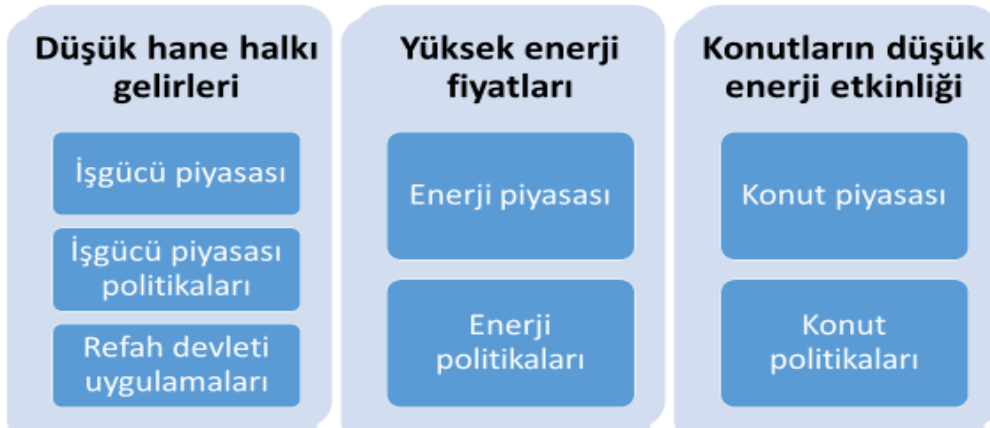 Düşük hane halkı
gelirleri
İşgücü piyasası
İşgücü piyasası
politikaları
Refah devleti
uygulamaları
Yüksek enerji
fiyatları
Enerji piyasası
Enerji
politikaları
Konutların düşük
enerji etkinliği
Konut piyasası
Konut
politikaları